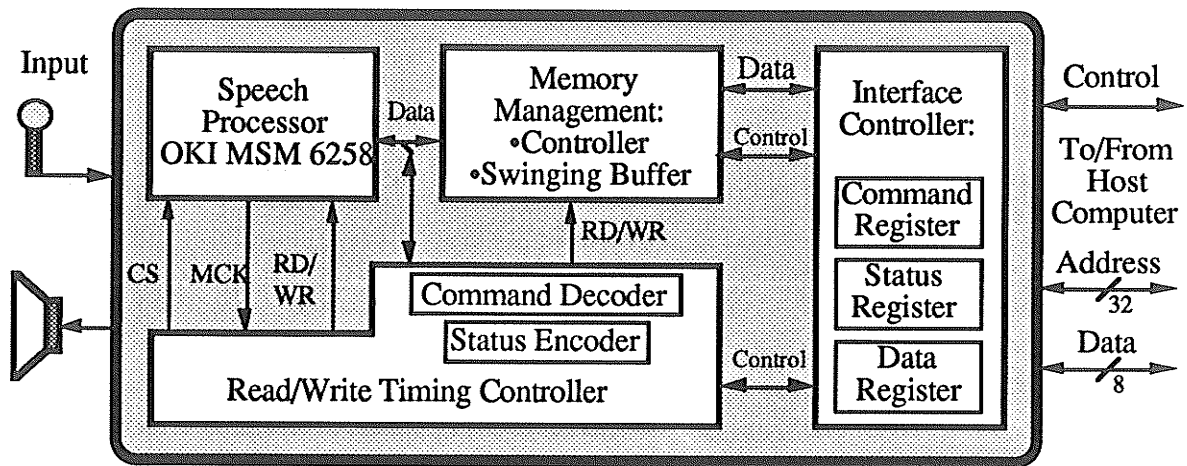 Input
Speech
Processor
OKI MSM 6258
Data
Memory
Management:
•Controller
•Swinging Buffer
Data
Control
Interface
Controller:
Command
Register
Status
Register
Data
Register
Control
To/From
Host
Computer
Address
32
Data
8
CS
MCK
RD/
WR
RD/WR
Command Decoder
Status Encoder
Read/Write Timing Controller
Control